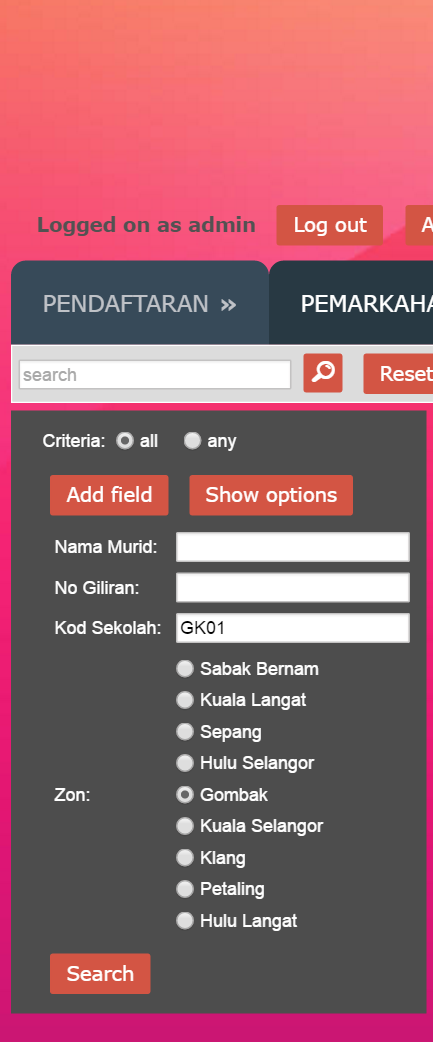 Logged on as admin Log out
PENDAFTARAN »
search Reset
Criteria: all any
Add field Show options
Nama Murid:
No Giliran:
Kod Sekolah: GK01
Sabak Bernam
Kuala Langat
Sepang
Hulu Selangor
Zon: Gombak
Kuala Selangor
Klang
Petaling
Hulu Langat
Search